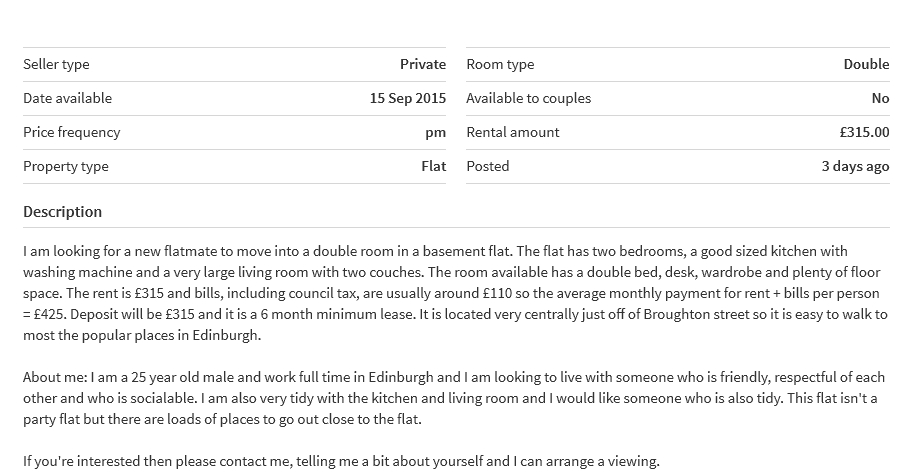 Seller type Private Room type Double
Date available 15 Sep 2015 Available to couples No
Price frequency pm Rental amount £315.00
Property type Flat Posted 3 days ago
Description
I am looking for a new flatmate to move into a double room in a basement flat. The flat has two bedrooms, a good sized kitchen with
washing machine and a very large living room with two couches. The room available has a double bed, desk, wardrobe and plenty of floor
space. The rent is £315 and bills, including council tax, are usually around £110 so the average monthly payment for rent + bills per person
= £425. Deposit will be £315 and it is a 6 month minimum lease. It is located very centrally just off of Broughton street so it is easy to walk to
most the popular places in Edinburgh.
About me: I am a 25 year old male and work full time in Edinburgh and I am looking to live with someone who is friendly, respectful of each
other and who is socialable. I am also very tidy with the kitchen and living room and I would like someone who is also tidy. This flat isn't a
party flat but there are loads of places to go out close to the flat.
If you're interested then please contact me, telling me a bit about yourself and I can arrange a viewing.